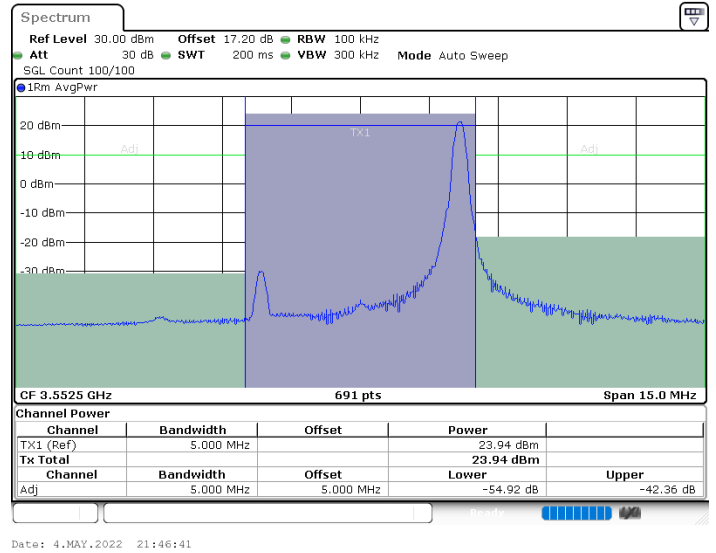 Spectrum
Ref Level 30.00 dBm Offset 17.20 dB RBW 100 kHz
Att 30 dB SWT 200 ms VBW 300 kHz Mode Auto Sweep
SGL Count 100/100
1Rm AvgPwr
20 dBm
TX1
Adj
Adj
10 dBm
0 dBm
-10 dBm
-20 dBm
-30 dBm
CF 3.5525 GHz 691 pts Span 15.0 MHz
Channel Power
Channel Bandwidth Offset Power
TX1 (Ref) 5.000 MHz 23.94 dBm
Tx Total 23.94 dBm
Channel Bandwidth Offset Lower Upper
Adj 5.000 MHz 5.000 MHz -54.92 dB -42.36 dB
Ready
Date: 4.MAY.2022 21:46:41